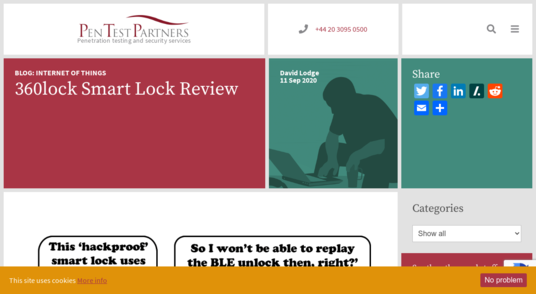 PEN TEST PARTNERS
Penetration testing and security services
+44 20 3095 0500
BLOG: INTERNET OF THINGS
360lock Smart Lock Review
David Lodge
11 Sep 2020
Share
Categories
Show all
This ‘hackproof’
smart lock uses
So I won’t be able to replay
the BLE unlock then, right?’
This site uses cookies More info
No problem